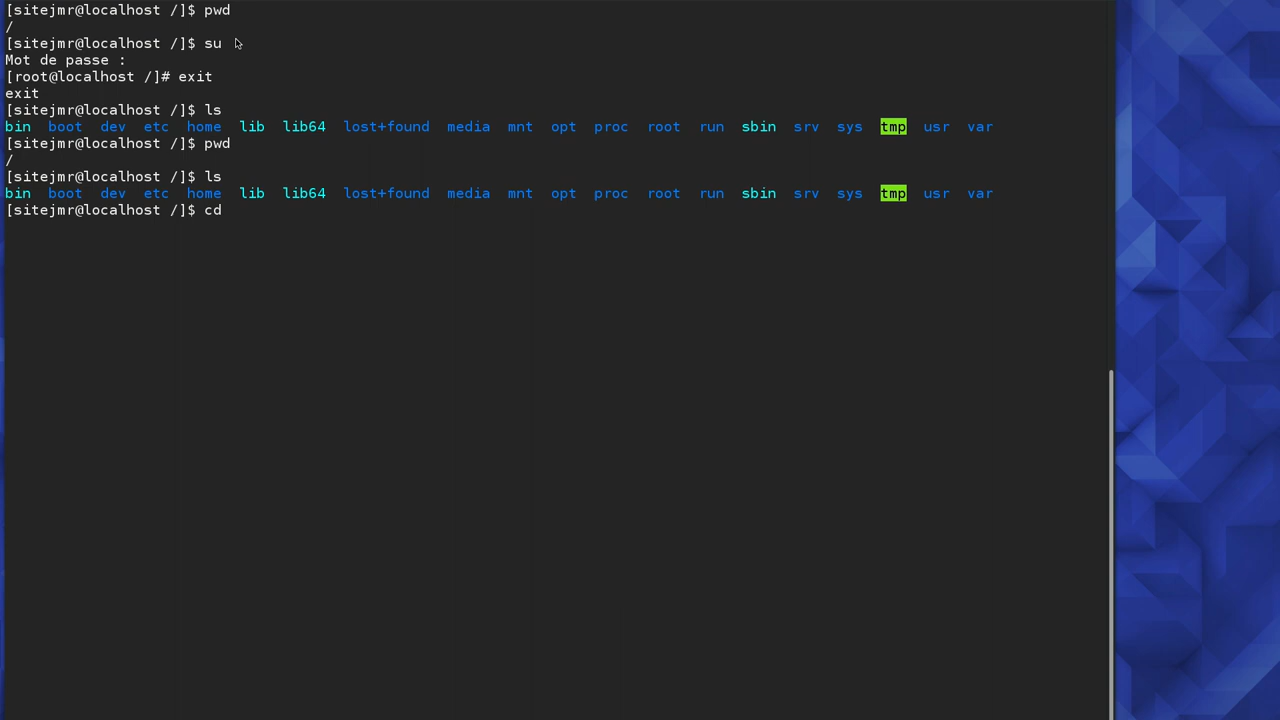 [sitejmr@localhost /]$ pwd
/
[sitejmr@localhost /]$ su
Mot de passe :
[root@localhost /]# exit
exit
[sitejmr@localhost /]$ ls
bin  boot  dev  etc  home  lib  lib64  lost+found  media  mnt  opt  proc  root  run  sbin  srv  sys  tmp  usr  var
[sitejmr@localhost /]$ pwd
/
[sitejmr@localhost /]$ ls
bin  boot  dev  etc  home  lib  lib64  lost+found  media  mnt  opt  proc  root  run  sbin  srv  sys  tmp  usr  var
[sitejmr@localhost /]$ cd